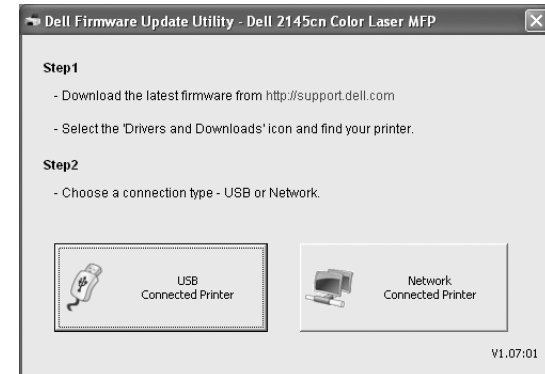 Dell Firmware Update Utility - Dell 2145cn Color Laser MFP
Step1
- Download the latest firmware from http://support.dell.com
- Select the 'Drivers and Downloads' icon and find your printer.
Step2
- Choose a connection type - USB or Network.
USB
Connected Printer
Network
Connected Printer
V1.07:01